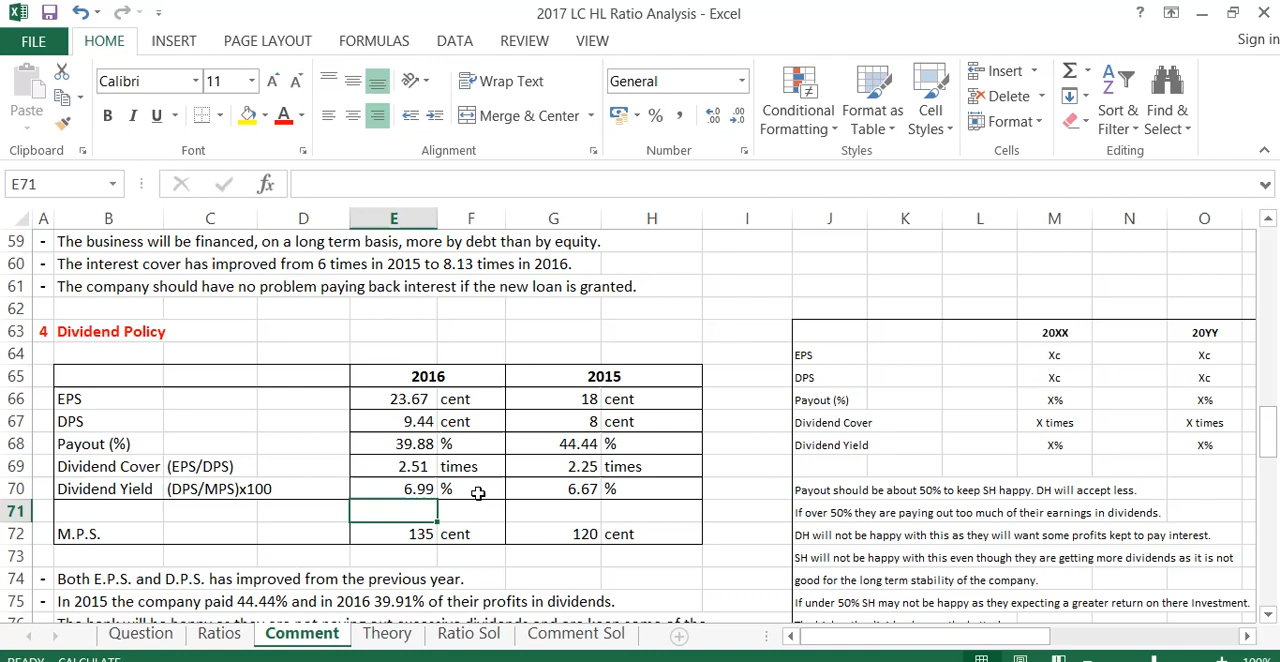 2017 LC HL Ratio Analysis - Excel
?
FILE HOME INSERT PAGE LAYOUT FORMULAS DATA REVIEW VIEW Sign in
Paste
Calibri 11
B I U
Wrap Text
Merge & Center
General
% ,
Conditional Formatting
Format as Table
Cell Styles
Insert
Delete
Format
Sort & Filter
Find & Select
Clipboard Font Alignment Number Styles Cells Editing
E71 fx
A B C D E F G H I J K L M N O
59 - The business will be financed, on a long term basis, more by debt than by equity.
60 - The interest cover has improved from 6 times in 2015 to 8.13 times in 2016.
61 - The company should have no problem paying back interest if the new loan is granted.
62
63 4 Dividend Policy 20XX 20YY
64 EPS Xc Xc
65 2016 2015 DPS Xc Xc
66 EPS 23.67 cent 18 cent Payout (%) X% X%
67 DPS 9.44 cent 8 cent Dividend Cover X times X times
68 Payout (%) 39.88 % 44.44 % Dividend Yield X% X%
69 Dividend Cover (EPS/DPS) 2.51 times 2.25 times
70 Dividend Yield (DPS/MPS)x100 6.99 % 6.67 % Payout should be about 50% to keep SH happy. DH will accept less.
71 If over 50% they are paying out too much of their earnings in dividends.
72 M.P.S. 135 cent 120 cent DH will not be happy with this as they will want some profits kept to pay interest.
73 SH will not be happy with this even though they are getting more dividends as it is not
74 - Both E.P.S. and D.P.S. has improved from the previous year. good for the long term stability of the company.
75 - In 2015 the company paid 44.44% and in 2016 39.91% of their profits in dividends. If under 50% SH may not be happy as they expecting a greater return on there Investment.
Question Ratios Comment Theory Ratio Sol Comment Sol
READY CALCULATE 100%